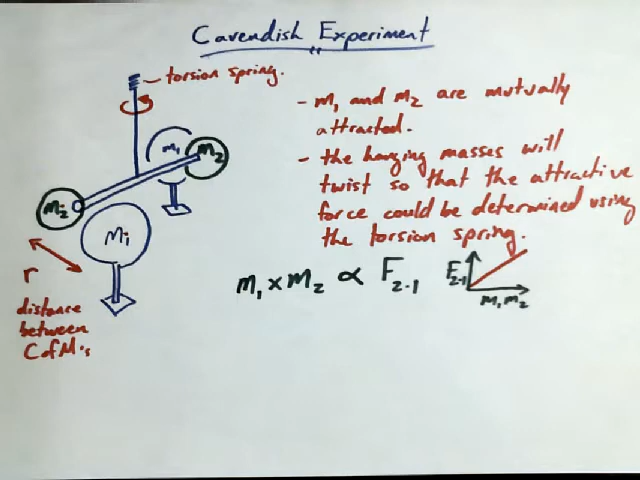 Cavendish Experiment
torsion spring.
m₁
m₂
m₂
m₁
r
distance
between
C of M's
- m₁ and m₂ are mutually
attracted.
- the hanging masses will
twist so that the attractive
force could be determined using
the torsion spring.
m₁ x m₂ ∝ F₂₋₁
F₂₋₁
m₁m₂